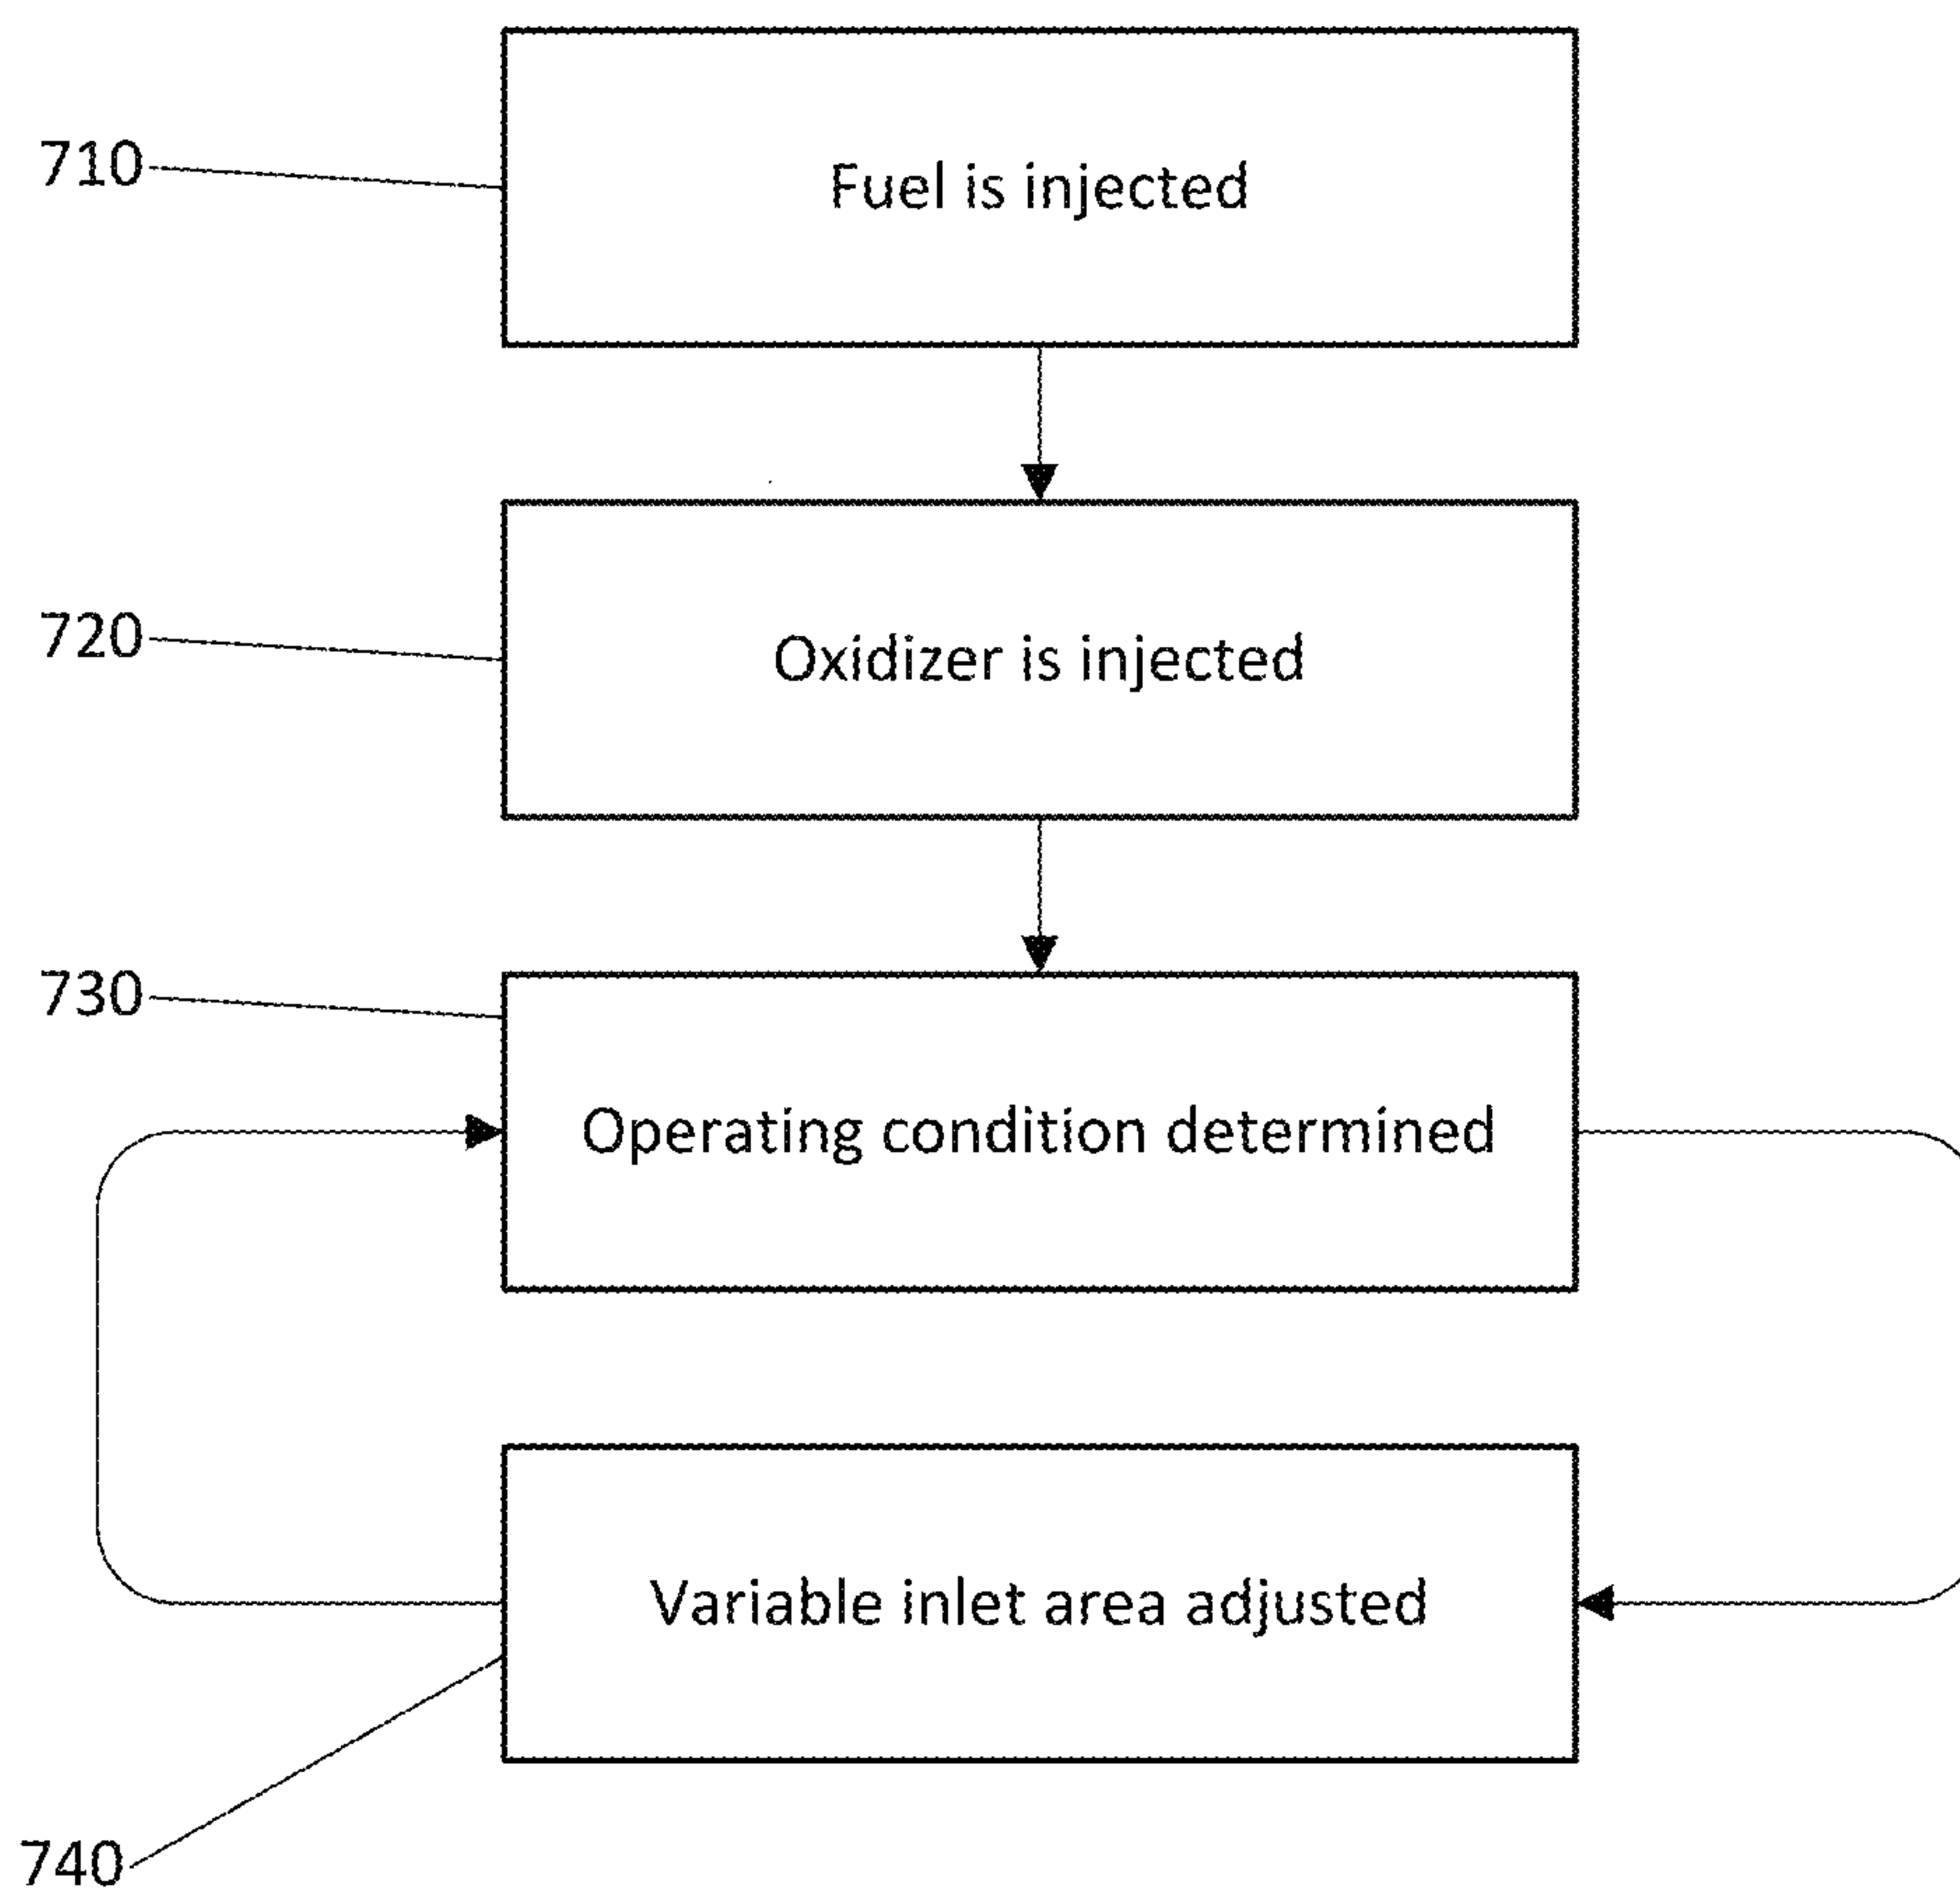 710
Fuel is injected
720
Oxidizer is injected
730
Operating condition determined
Variable inlet area adjusted
740